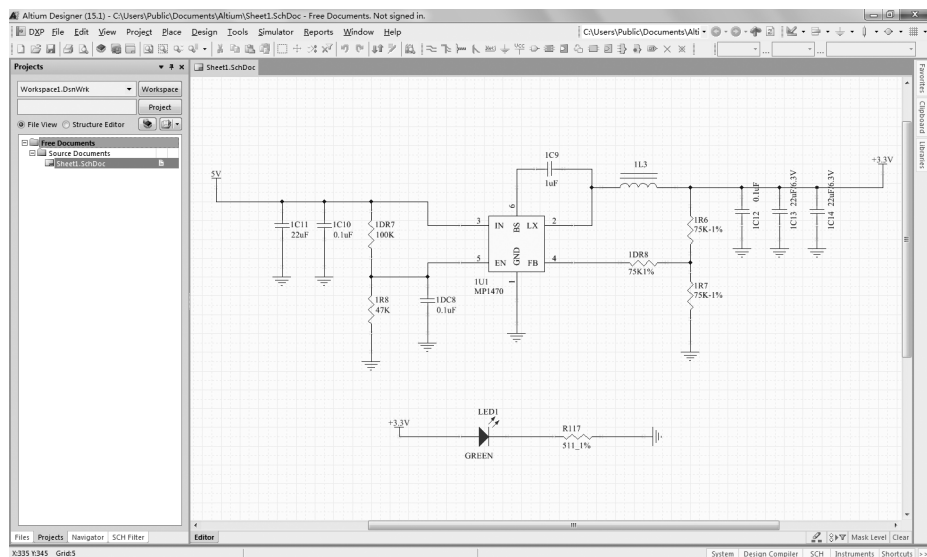 Altium Designer (15.1) - C:\Users\Public\Documents\Altium\Sheet1.SchDoc - Free Documents. Not signed in.
DXP File Edit View Project Place Design Tools Simulator Reports Window Help C:\Users\Public\Documents\Alti
Projects
Sheet1.SchDoc
Workspace1.DsnWrk Workspace
Project
File View Structure Editor
Free Documents
Source Documents
Sheet1.SchDoc
Favorites
Clipboard
Libraries
1C9
1uF
1L3
+3.3V
5V
1C11
22uF
1C10
0.1uF
1DR7
100K
3 IN BS LX 2
6
5 EN GND FB 4
1
1U1
MP1470
1R8
47K
1DC8
0.1uF
1DR8
75K1%
1R6
75K-1%
1R7
75K-1%
1C12 0.1uF
1C13 22uF/6.3V
1C14 22uF/6.3V
+3.3V
LED1
GREEN
R117
511_1%
Files Projects Navigator SCH Filter
Editor
Mask Level Clear
X:335 Y:345 Grid:5
System Design Compiler SCH Instruments Shortcuts >>